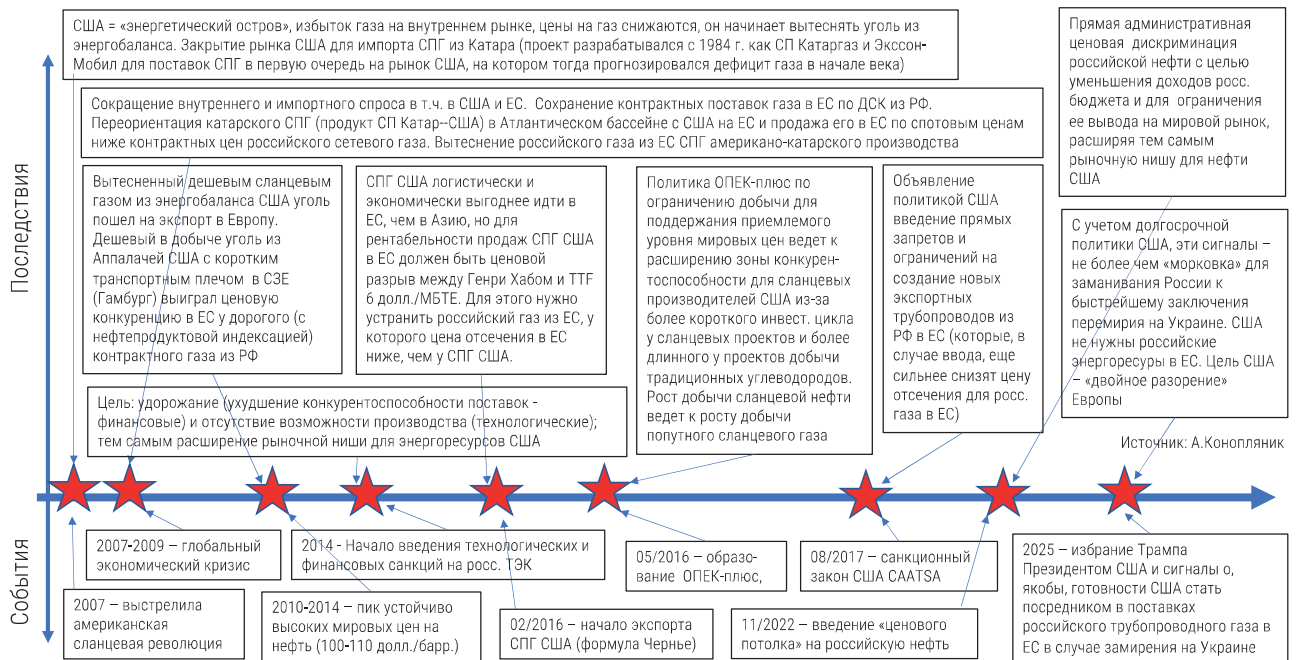 США = «энергетический остров», избыток газа на внутреннем рынке, цены на газ снижаются, он начинает вытеснять уголь из
энергобаланса. Закрытие рынка США для импорта СПГ из Катара (проект разрабатывался с 1984 г. как СП Катаргаз и Экссон-
Мобил для поставок СПГ в первую очередь на рынок США, на котором тогда прогнозировался дефицит газа в начале века)
Сокращение внутреннего и импортного спроса в т.ч. в США и ЕС. Сохранение контрактных поставок газа в ЕС по ДСК из РФ.
Переориентация катарского СПГ (продукт СП Катар--США) в Атлантическом бассейне с США на ЕС и продажа его в ЕС по спотовым ценам
ниже контрактных цен российского сетевого газа. Вытеснение российского газа из ЕС СПГ американо-катарского производства
Прямая административная
ценовая дискриминация
российской нефти с целью
уменьшения доходов росс.
бюджета и для ограничения
ее вывода на мировой рынок,
расширяя тем самым
рыночную нишу для нефти
США
Последствия
Вытесненный дешевым сланцевым
газом из энергобаланса США уголь
пошел на экспорт в Европу.
Дешевый в добыче уголь из
Аппалачей США с коротким
транспортным плечом в СЗЕ
(Гамбург) выиграл ценовую
конкуренцию в ЕС у дорогого (с
нефтепродуктовой индексацией)
контрактного газа из РФ
СПГ США логистически и
экономически выгоднее идти в
ЕС, чем в Азию, но для
рентабельности продаж СПГ США
в ЕС должен быть ценовой
разрыв между Генри Хабом и TTF
6 долл./МБТЕ. Для этого нужно
устранить российский газ из ЕС, у
которого цена отсечения в ЕС
ниже, чем у СПГ США.
Политика ОПЕК-плюс по
ограничению добычи для
поддержания приемлемого
уровня мировых цен ведет к
расширению зоны конкурен-
тоспособности для сланцевых
производителей США из-за
более короткого инвест. цикла
у сланцевых проектов и более
длинного у проектов добычи
традиционных углеводородов.
Рост добычи сланцевой нефти
ведет к росту добычи
попутного сланцевого газа
Объявление
политикой США
введение прямых
запретов и
ограничений на
создание новых
экспортных
трубопроводов из
РФ в ЕС (которые, в
случае ввода, еще
сильнее снизят цену
отсечения для росс.
газа в ЕС)
С учетом долгосрочной
политики США, эти сигналы –
не более чем «морковка» для
заманивания России к
быстрейшему заключения
перемирия на Украине. США
не нужны российские
энергоресуры в ЕС. Цель США
– «двойное разорение»
Европы
Цель: удорожание (ухудшение конкурентоспособности поставок -
финансовые) и отсутствие возможности производства (технологические);
тем самым расширение рыночной ниши для энергоресурсов США
Источник: А.Конопляник
События
2007-2009 – глобальный
экономический кризис
2014 - Начало введения технологических и
финансовых санкций на росс. ТЭК
05/2016 – образо-
вание ОПЕК-плюс,
08/2017 – санкционный
закон США CAATSA
2025 – избрание Трампа
Президентом США и сигналы о,
якобы, готовности США стать
посредником в поставках
российского трубопроводного газа в
ЕС в случае замирения на Украине
2007 – выстрелила
американская
сланцевая революция
2010-2014 – пик устойчиво
высоких мировых цен на
нефть (100-110 долл./барр.)
02/2016 – начало экспорта
СПГ США (формула Чернье)
11/2022 – введение «ценового
потолка» на российскую нефть